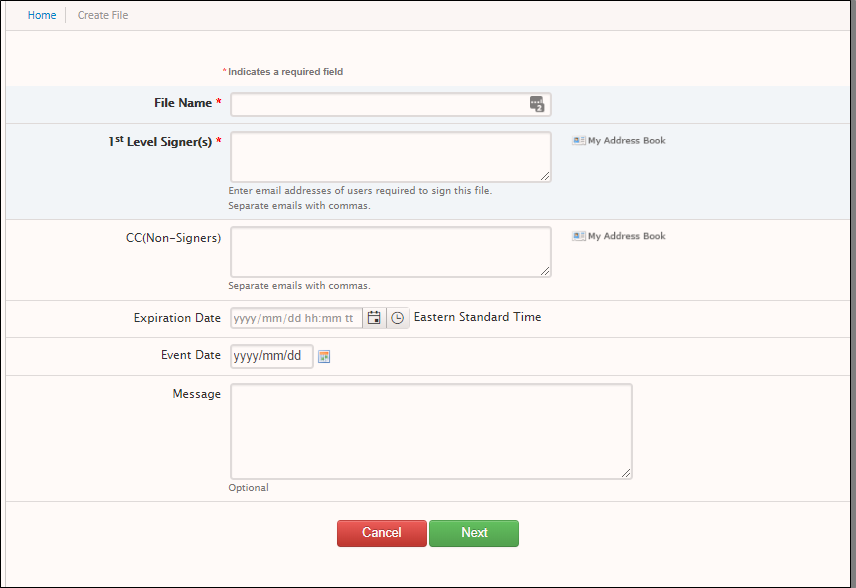 Home Create File
* Indicates a required field
File Name *
2
1st Level Signer(s) *
My Address Book
Enter email addresses of users required to sign this file.
Separate emails with commas.
CC(Non-Signers)
My Address Book
Separate emails with commas.
Expiration Date yyyy/mm/dd hh:mm tt Eastern Standard Time
Event Date yyyy/mm/dd
Message
Optional
Cancel Next